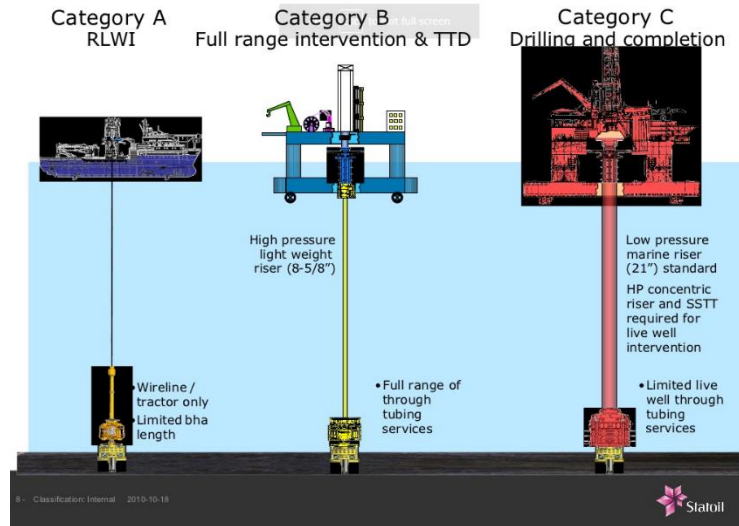 Category A
RLWI
Category B
Full range intervention & TTD
Category C
Drilling and completion
full screen
High pressure
light weight
riser (8-5/8")
Low pressure
marine riser
(21") standard
HP concentric
riser and SSTT
required for
live well
intervention
•Wireline /
tractor only
•Limited bha
length
•Full range of
through
tubing
services
•Limited live
well through
tubing
services
8 - Classification: Internal 2010-10-18
Statoil